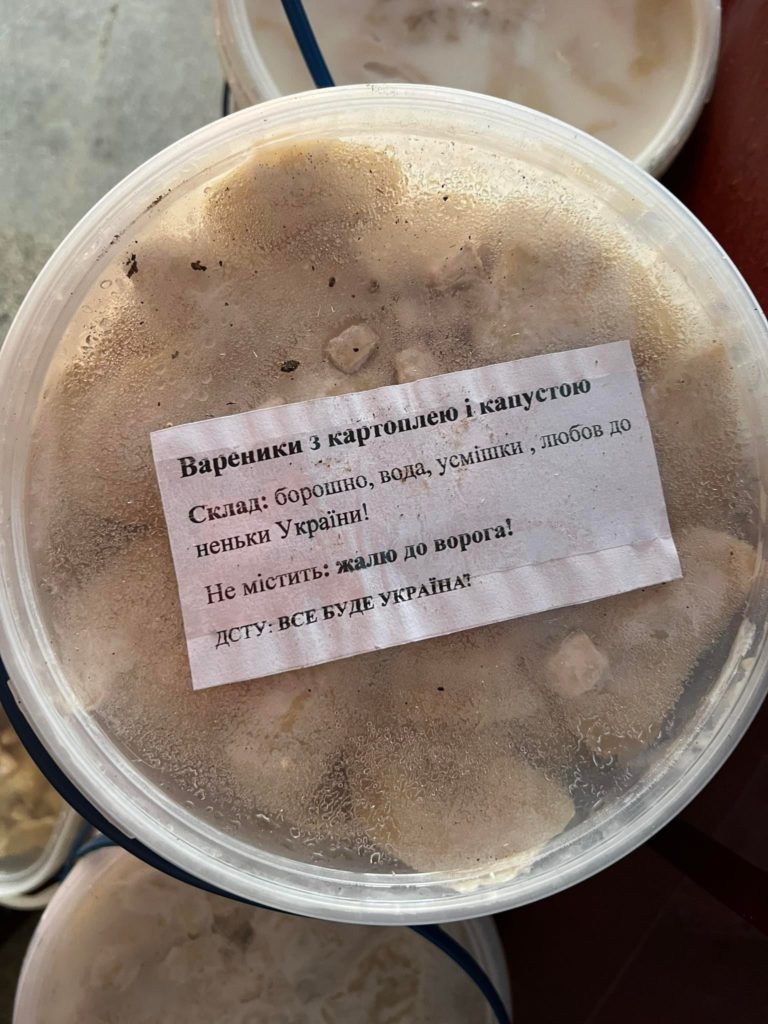 Вареники з картоплею і капустою
Склад: борошно, вода, усмішки , любов до
неньки України!
Не містить: жалю до ворога!
ДСТУ: ВСЕ БУДЕ УКРАЇНА!